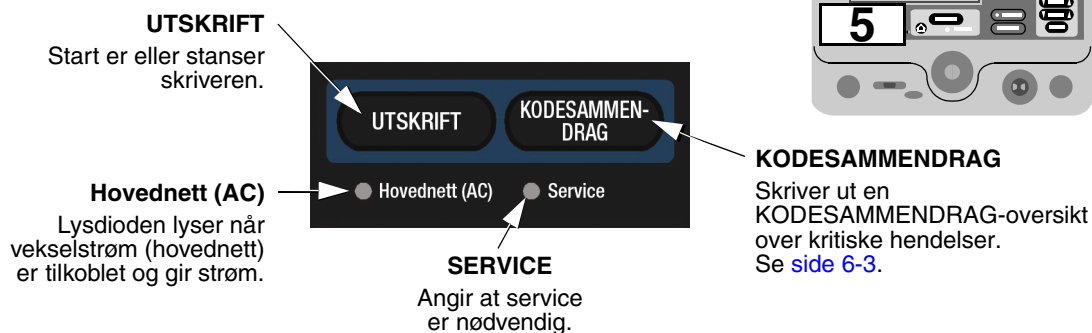 UTSKRIFT
Start er eller stanser
skriveren.
Hovednett (AC)
Lysdioden lyser når
vekselstrøm (hovednett)
er tilkoblet og gir strøm.
UTSKRIFT
KODESAMMEN-
DRAG
Hovednett (AC)
Service
SERVICE
Angir at service
er nødvendig.
5
KODESAMMENDRAG
Skriver ut en
KODESAMMENDRAG-oversikt
over kritiske hendelser.
Se side 6-3.